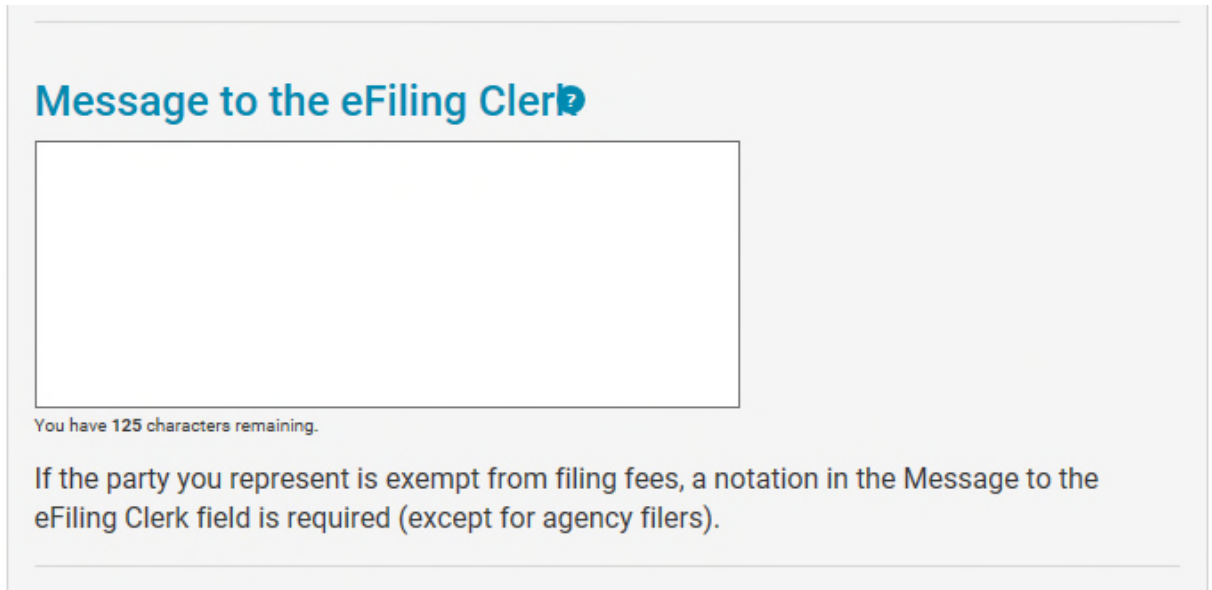 Message to the eFiling Clerk ?
You have 125 characters remaining.
If the party you represent is exempt from filing fees, a notation in the Message to the
eFiling Clerk field is required (except for agency filers).